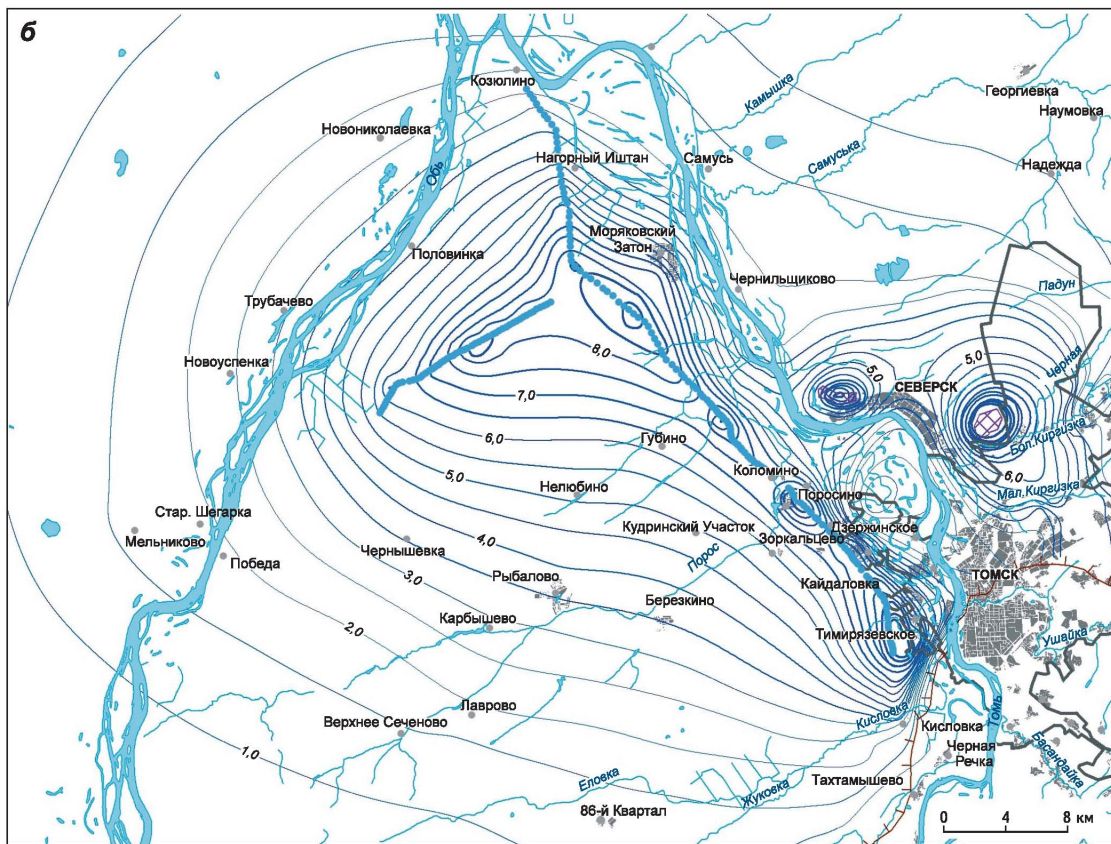 б
Козюлино
Камышка
Георгиевка
Наумовка
Новониколаевка
Обь
Нагорный Иштан
Самусь
Самуська
Надежда
Половинка
Моряковский
Затон
Чернильщиково
Падун
Трубачево
Черная
Новоуспенка
8,0
5,0
5,0
СЕВЕРСК
7,0
6,0
Губино
Бол.Киргизка
5,0
Коломино
6,0
Нелюбино
Поросино
Мал.Киргизка
Стар. Шегарка
Мельниково
Чернышевка
4,0
Кудринский Участок
Дзержинское
Зоркальцево
Победа
3,0
Рыбалово
Порос
Кайдаловка
ТОМСК
Карбышево
Березкино
2,0
Тимирязевское
Ушайка
Лаврово
Верхнее Сеченово
Кисловка
Кисловка
Томь
1,0
Черная
Речка
Басандайка
Еловка
Жуковка
Тахтамышево
86-й Квартал
0 4 8 км